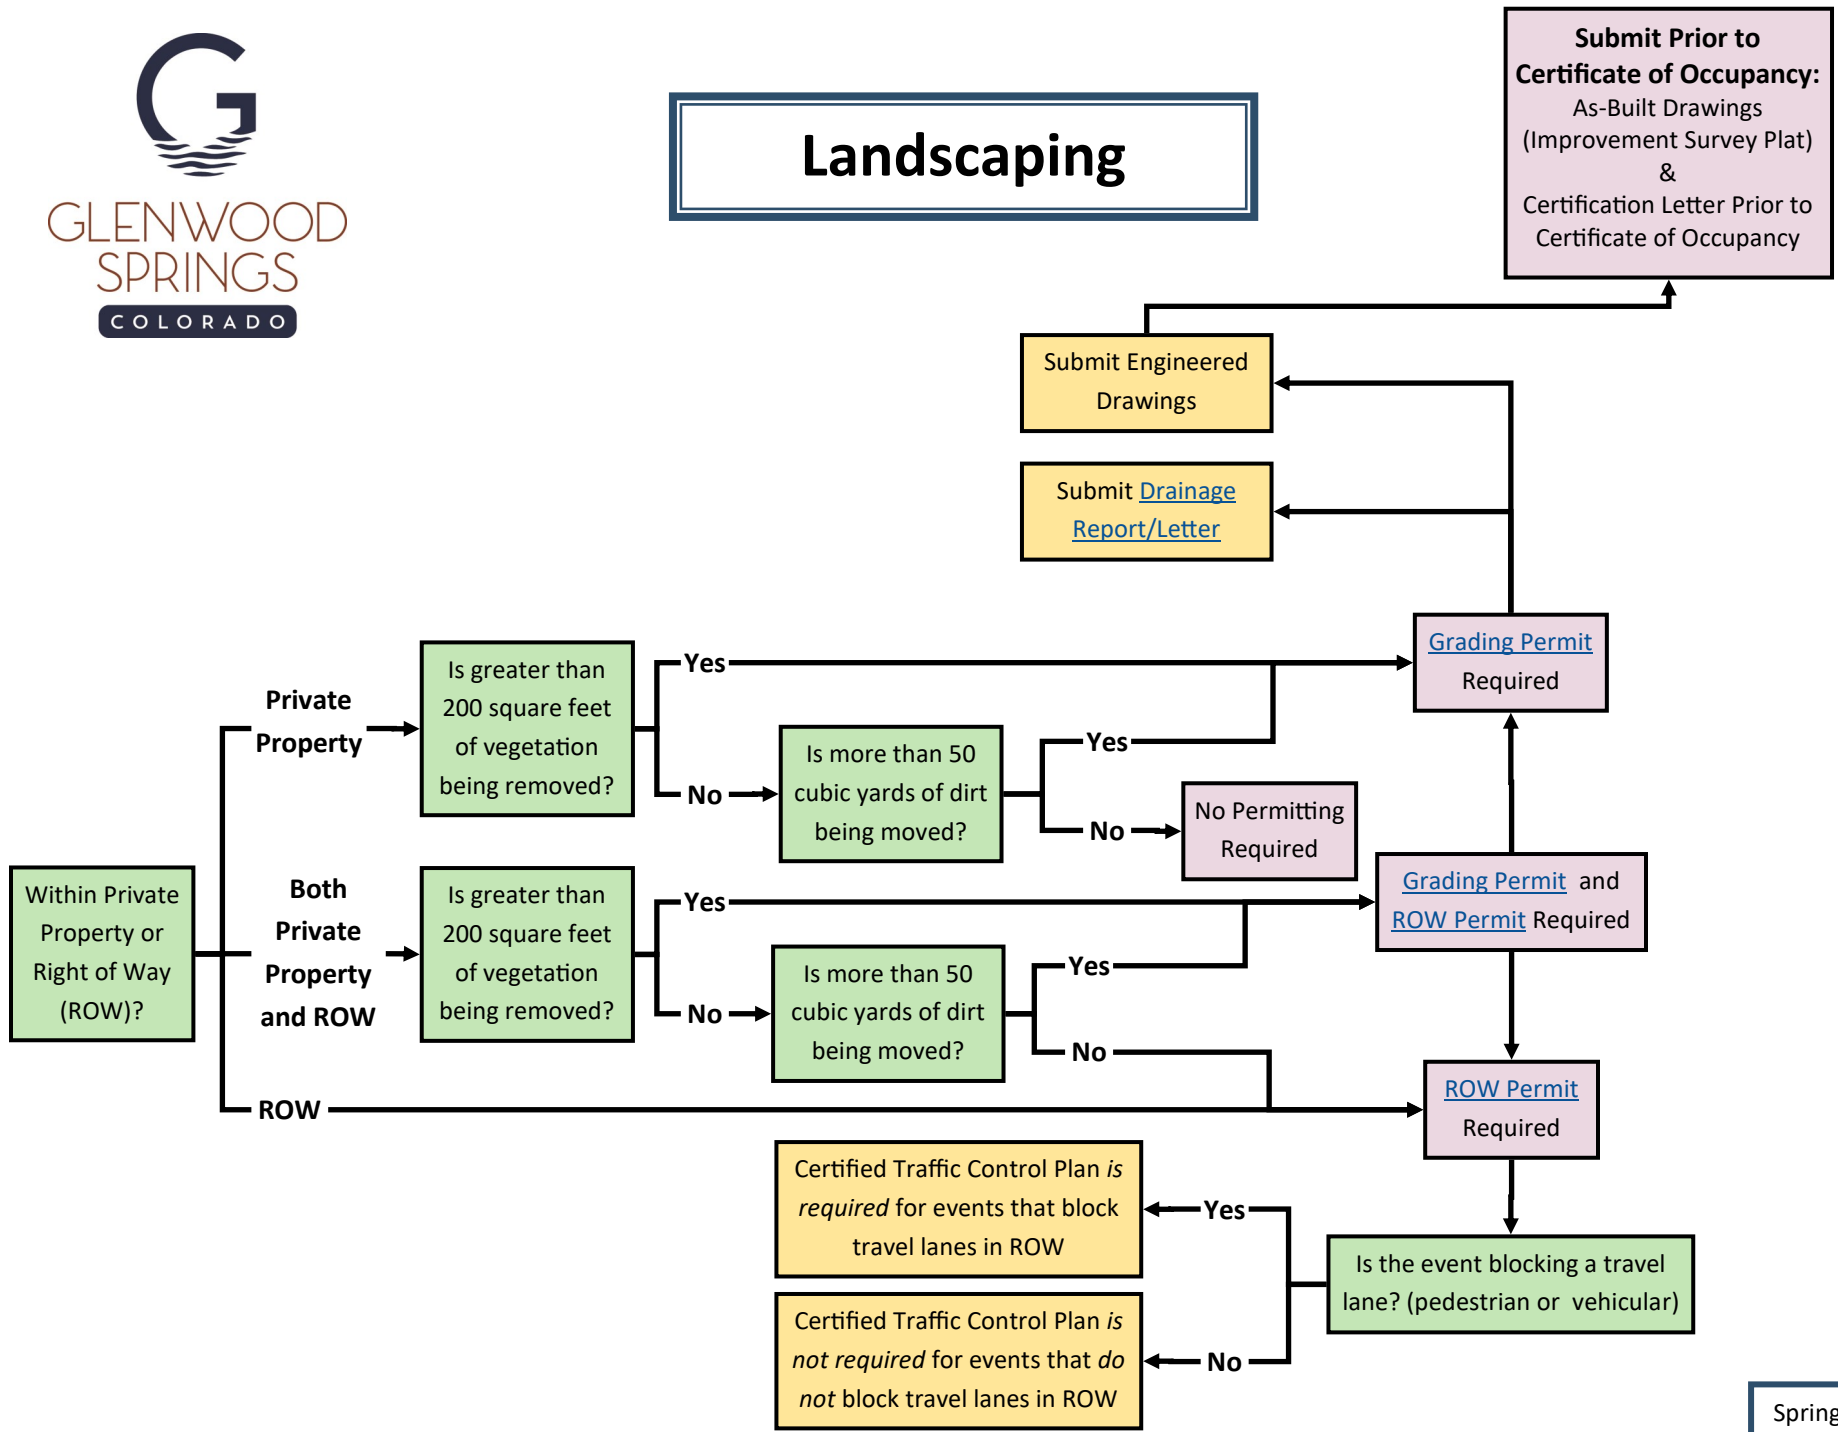 G
GLENWOOD
SPRINGS
COLORADO
Landscaping
Submit Prior to
Certificate of Occupancy:
As-Built Drawings
(Improvement Survey Plat)
&
Certification Letter Prior to
Certificate of Occupancy
Submit Engineered
Drawings
Submit Drainage
Report/Letter
Grading Permit
Required
Private
Property
Is greater than
200 square feet
of vegetation
being removed?
Yes
No
Is more than 50
cubic yards of dirt
being moved?
Yes
No
No Permitting
Required
Within Private
Property or
Right of Way
(ROW)?
Both
Private
Property
and ROW
Is greater than
200 square feet
of vegetation
being removed?
Yes
No
Is more than 50
cubic yards of dirt
being moved?
Yes
No
Grading Permit and
ROW Permit Required
ROW
ROW Permit
Required
Certified Traffic Control Plan is
required for events that block
travel lanes in ROW
Yes
Is the event blocking a travel
lane? (pedestrian or vehicular)
Certified Traffic Control Plan is
not required for events that do
not block travel lanes in ROW
No
Spring